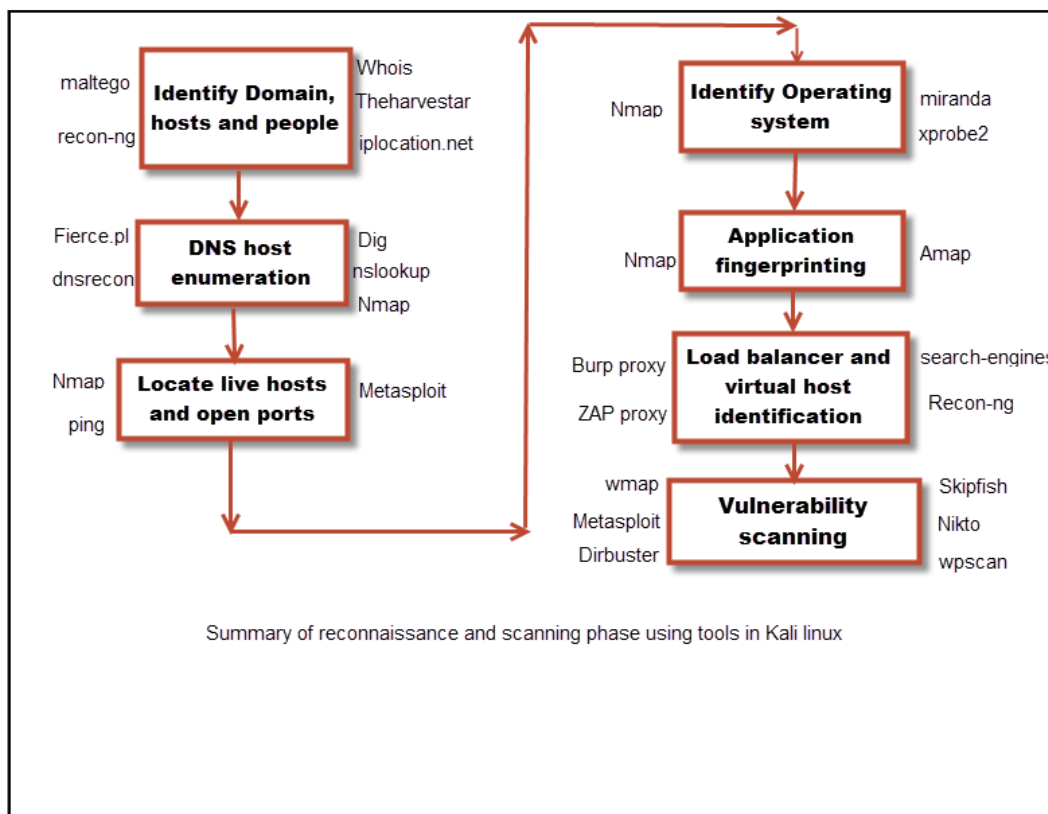 maltego
recon-ng
Identify Domain,
hosts and people
Whois
Theharvestar
iplocation.net
Fierce.pl
dnsrecon
DNS host
enumeration
Dig
nslookup
Nmap
Nmap
ping
Locate live hosts
and open ports
Metasploit
Nmap
Identify Operating
system
miranda
xprobe2
Nmap
Application
fingerprinting
Amap
Burp proxy
ZAP proxy
Load balancer and
virtual host
identification
search-engines
Recon-ng
wmap
Metasploit
Dirbuster
Vulnerability
scanning
Skipfish
Nikto
wpscan
Summary of reconnaissance and scanning phase using tools in Kali linux